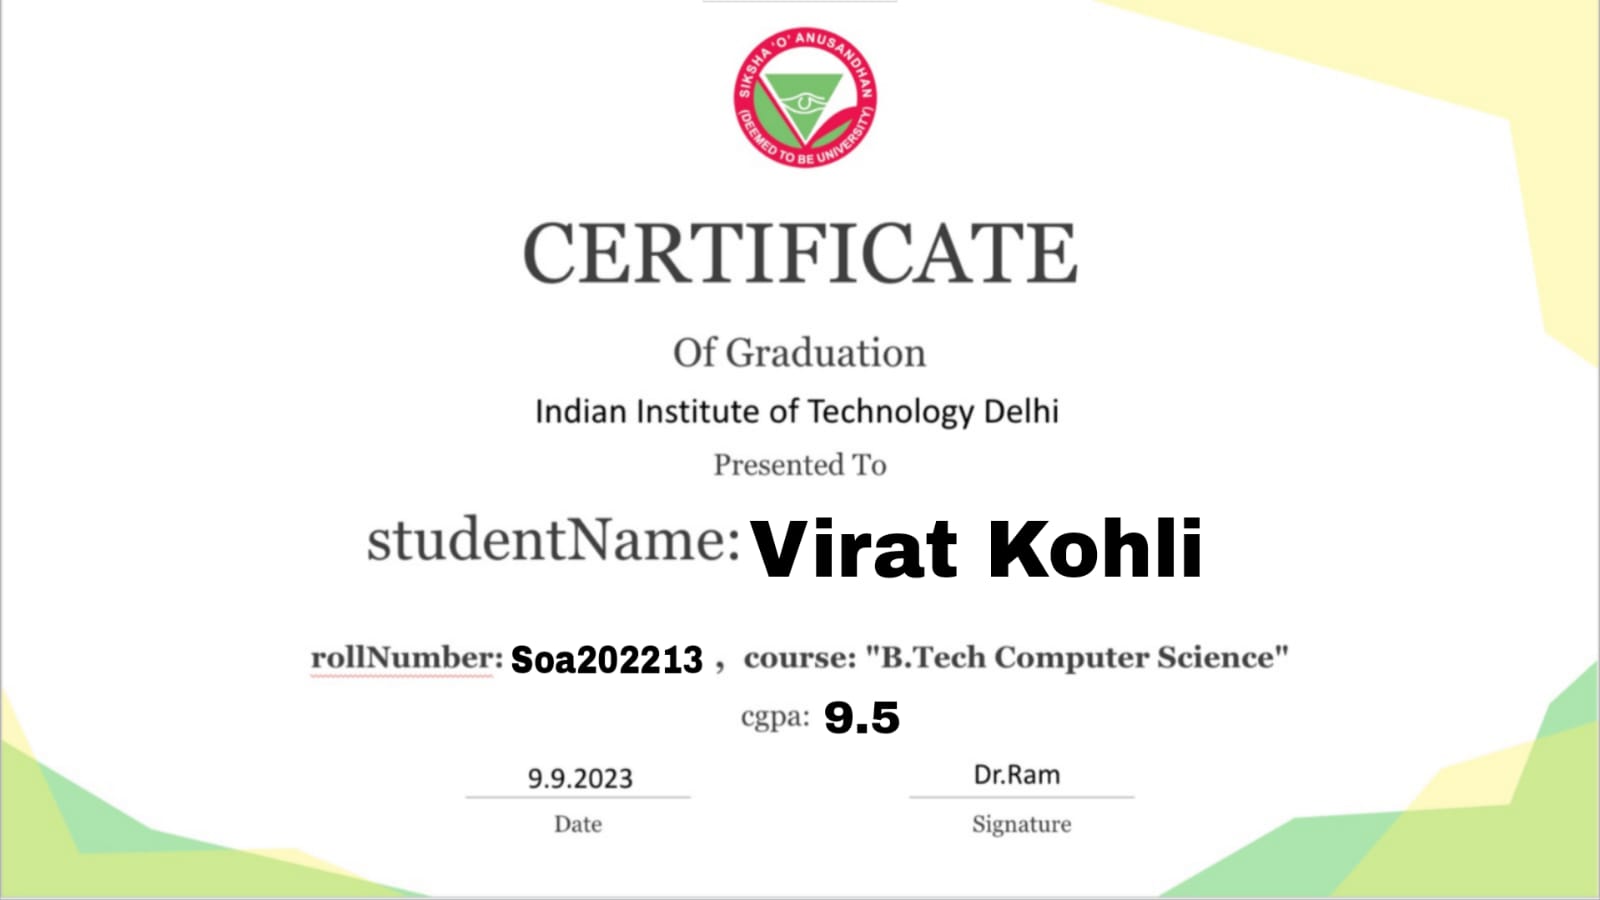 SIKSHA 'O' ANUSANDHAN
(DEEMED TO BE UNIVERSITY)
CERTIFICATE
Of Graduation
Indian Institute of Technology Delhi
Presented To
studentName: Virat Kohli
rollNumber: Soa202213 , course: "B.Tech Computer Science"
cgpa: 9.5
9.9.2023 Dr.Ram
Date Signature